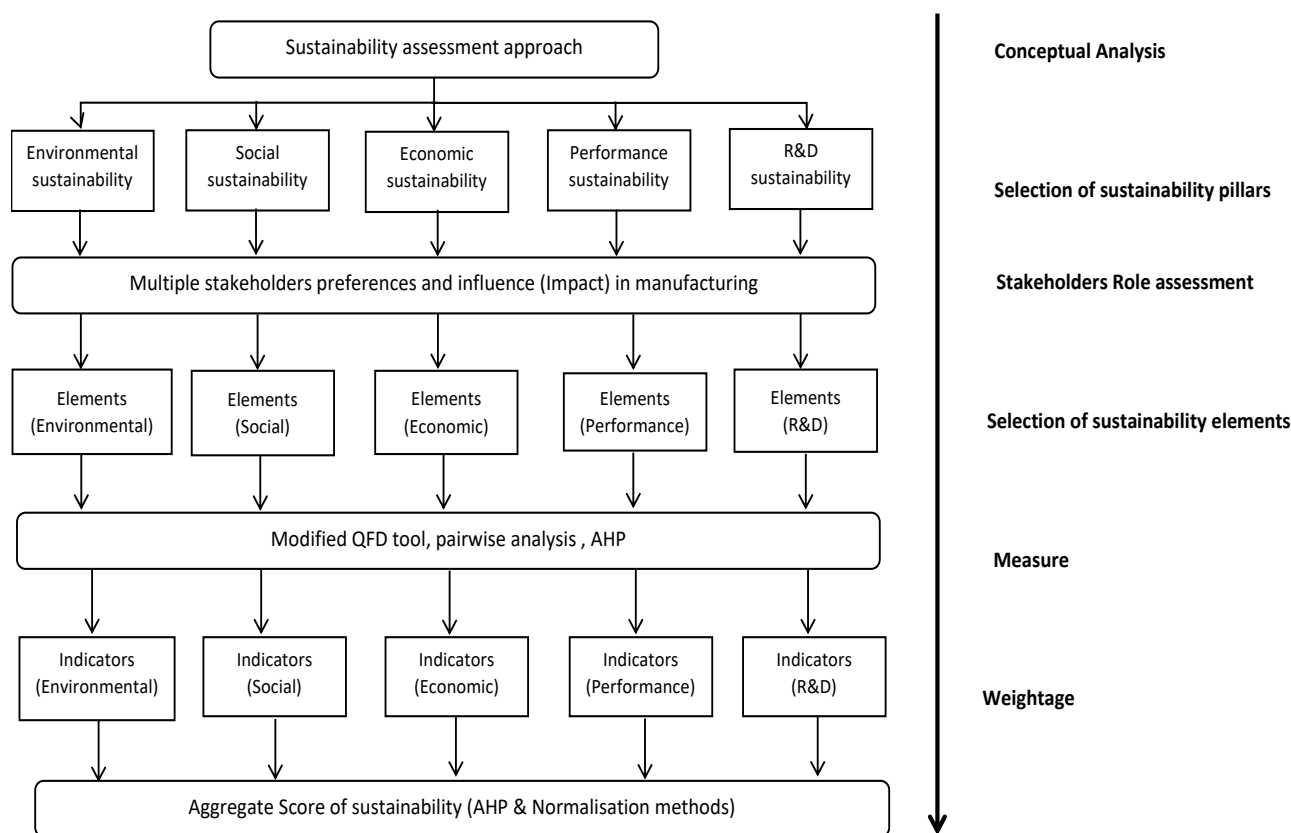 Sustainability assessment approach
Conceptual Analysis
Environmental
sustainability
Social
sustainability
Economic
sustainability
Performance
sustainability
R&D
sustainability
Selection of sustainability pillars
Multiple stakeholders preferences and influence (Impact) in manufacturing
Stakeholders Role assessment
Elements
(Environmental)
Elements
(Social)
Elements
(Economic)
Elements
(Performance)
Elements
(R&D)
Selection of sustainability elements
Modified QFD tool, pairwise analysis , AHP
Measure
Indicators
(Environmental)
Indicators
(Social)
Indicators
(Economic)
Indicators
(Performance)
Indicators
(R&D)
Weightage
Aggregate Score of sustainability (AHP & Normalisation methods)